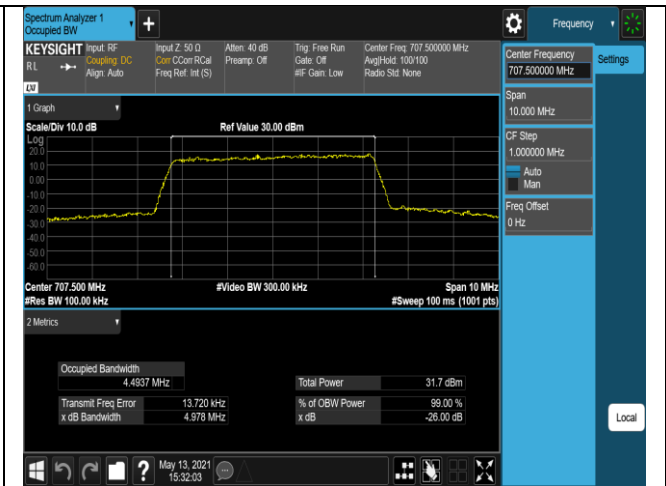 Spectrum Analyzer 1
Occupied BW
+
Frequency
KEYSIGHT
RL
LXI
Input: RF
Coupling: DC
Align: Auto
Input Z: 50 Ω
Corr CCorr RCal
Freq Ref: Int (S)
Atten: 40 dB
Preamp: Off
Trig: Free Run
Gate: Off
#IF Gain: Low
Center Freq: 707.500000 MHz
Avg|Hold: 100/100
Radio Std: None
Center Frequency
707.500000 MHz
Settings
Span
10.000 MHz
CF Step
1.000000 MHz
Auto
Man
Freq Offset
0 Hz
Local
1 Graph
Scale/Div 10.0 dB
Ref Value 30.00 dBm
Log
20.0
10.0
0.00
-10.0
-20.0
-30.0
-40.0
-50.0
-60.0
Center 707.500 MHz
#Video BW 300.00 kHz
Span 10 MHz
#Res BW 100.00 kHz
#Sweep 100 ms (1001 pts)
2 Metrics
Occupied Bandwidth
4.4937 MHz
Total Power 31.7 dBm
Transmit Freq Error 13.720 kHz
% of OBW Power 99.00 %
x dB Bandwidth 4.978 MHz
x dB -26.00 dB
?
May 13, 2021
15:32:03